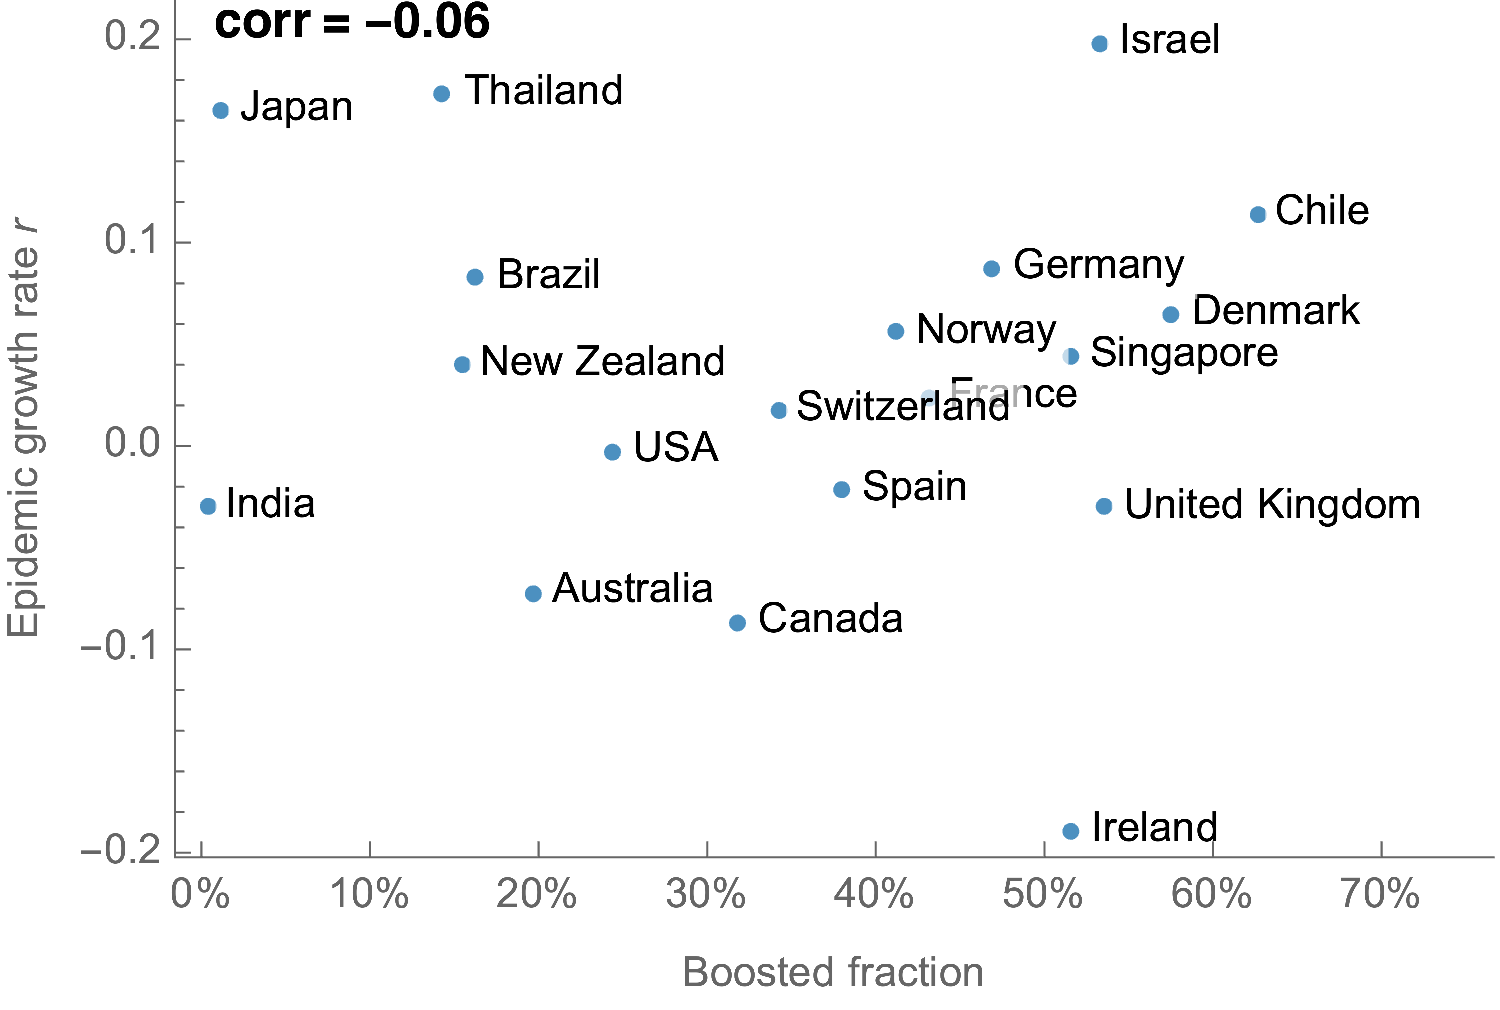 corr = −0.06
0.2
Israel
Thailand
Japan
Chile
0.1
Germany
Brazil
Denmark
Norway
Singapore
New Zealand
France
Switzerland
0.0
USA
Spain
India
United Kingdom
Australia
Canada
−0.1
Ireland
−0.2
Epidemic growth rate r
0% 10% 20% 30% 40% 50% 60% 70%
Boosted fraction